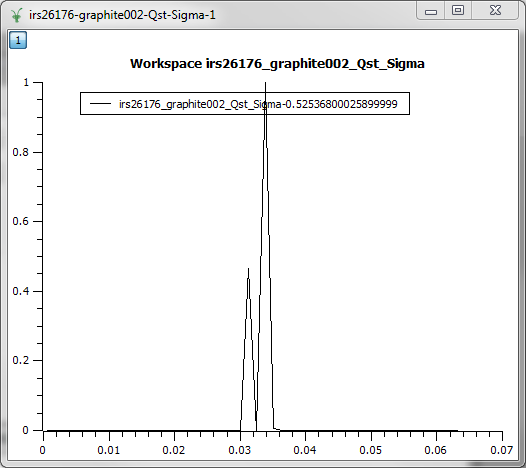 irs26176-graphite002-Qst-Sigma-1
1
Workspace irs26176_graphite002_Qst_Sigma
irs26176_graphite002_Qst_Sigma-0.52536800025899999
1
0.8
0.6
0.4
0.2
0
0 0.01 0.02 0.03 0.04 0.05 0.06 0.07